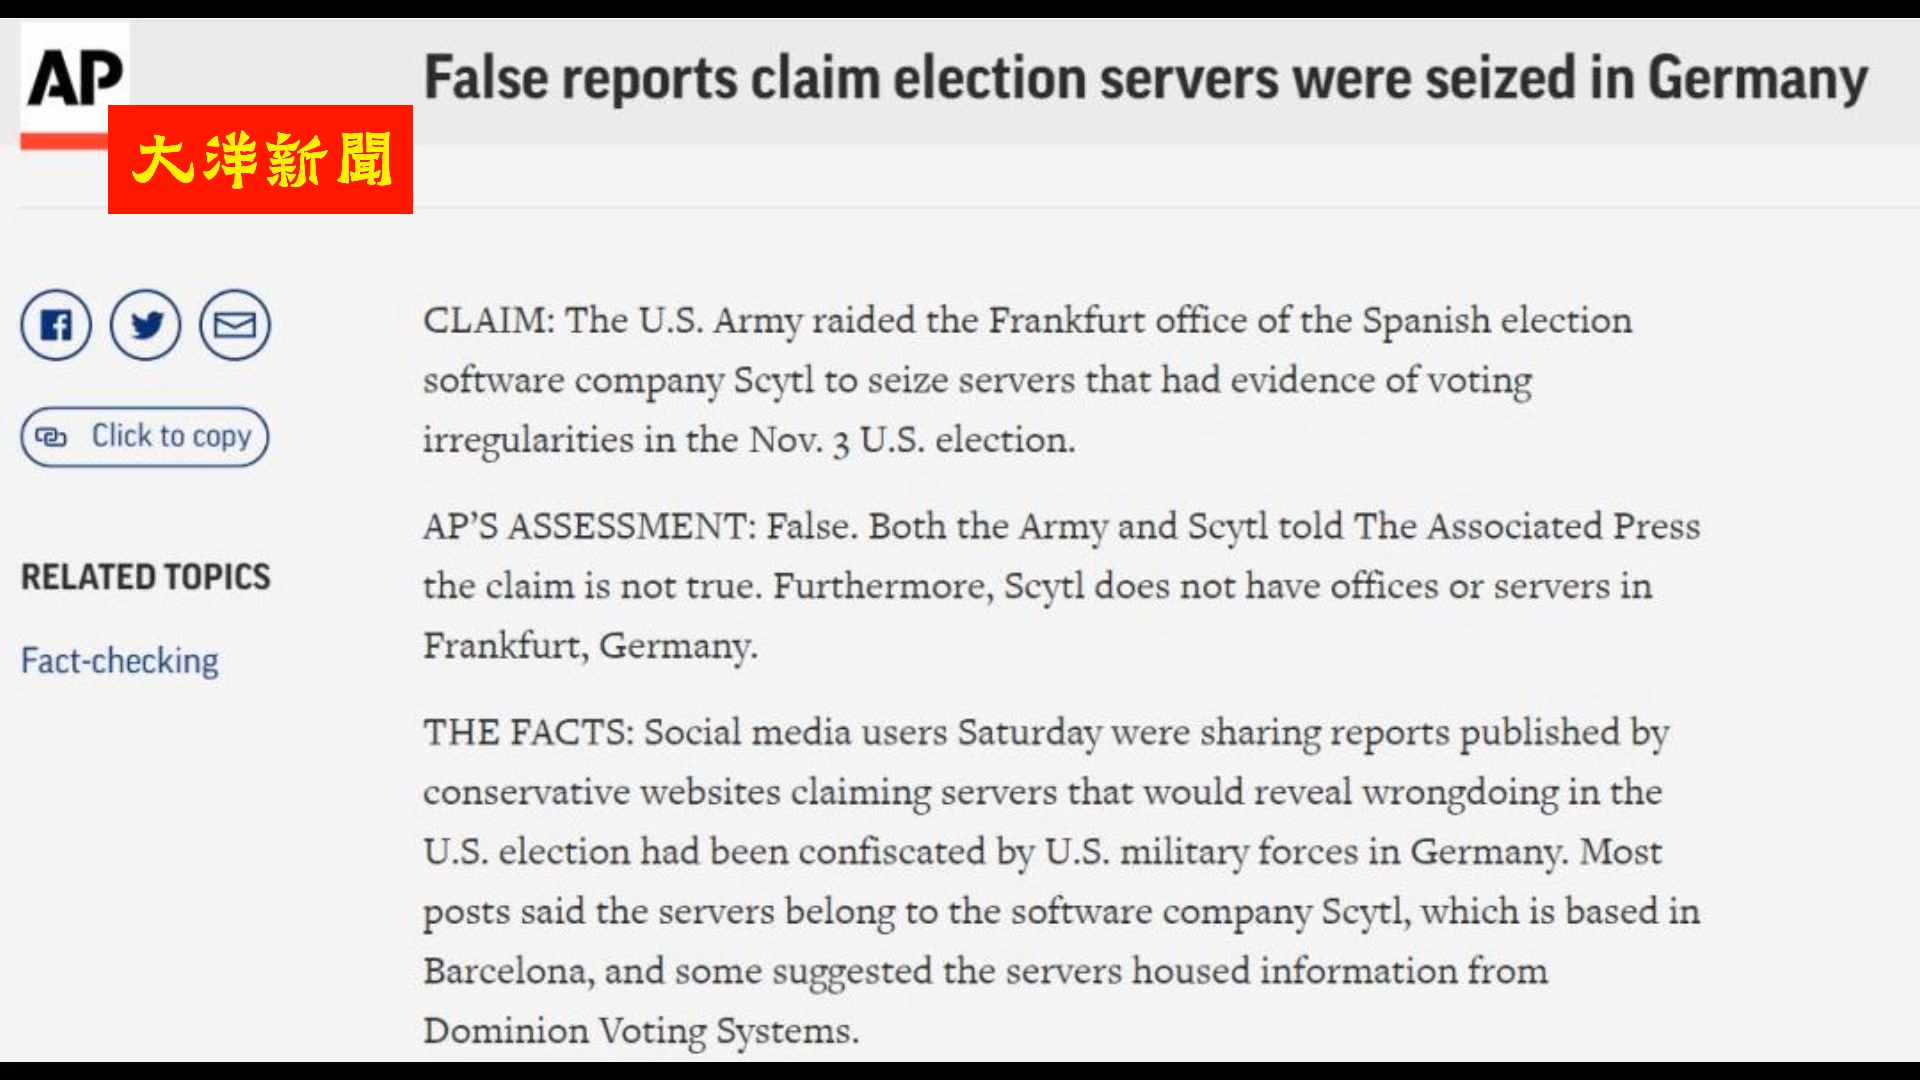 AP
False reports claim election servers were seized in Germany
大洋新聞
Click to copy
RELATED TOPICS
Fact-checking
CLAIM: The U.S. Army raided the Frankfurt office of the Spanish election
software company Scytl to seize servers that had evidence of voting
irregularities in the Nov. 3 U.S. election.
AP’S ASSESSMENT: False. Both the Army and Scytl told The Associated Press
the claim is not true. Furthermore, Scytl does not have offices or servers in
Frankfurt, Germany.
THE FACTS: Social media users Saturday were sharing reports published by
conservative websites claiming servers that would reveal wrongdoing in the
U.S. election had been confiscated by U.S. military forces in Germany. Most
posts said the servers belong to the software company Scytl, which is based in
Barcelona, and some suggested the servers housed information from
Dominion Voting Systems.